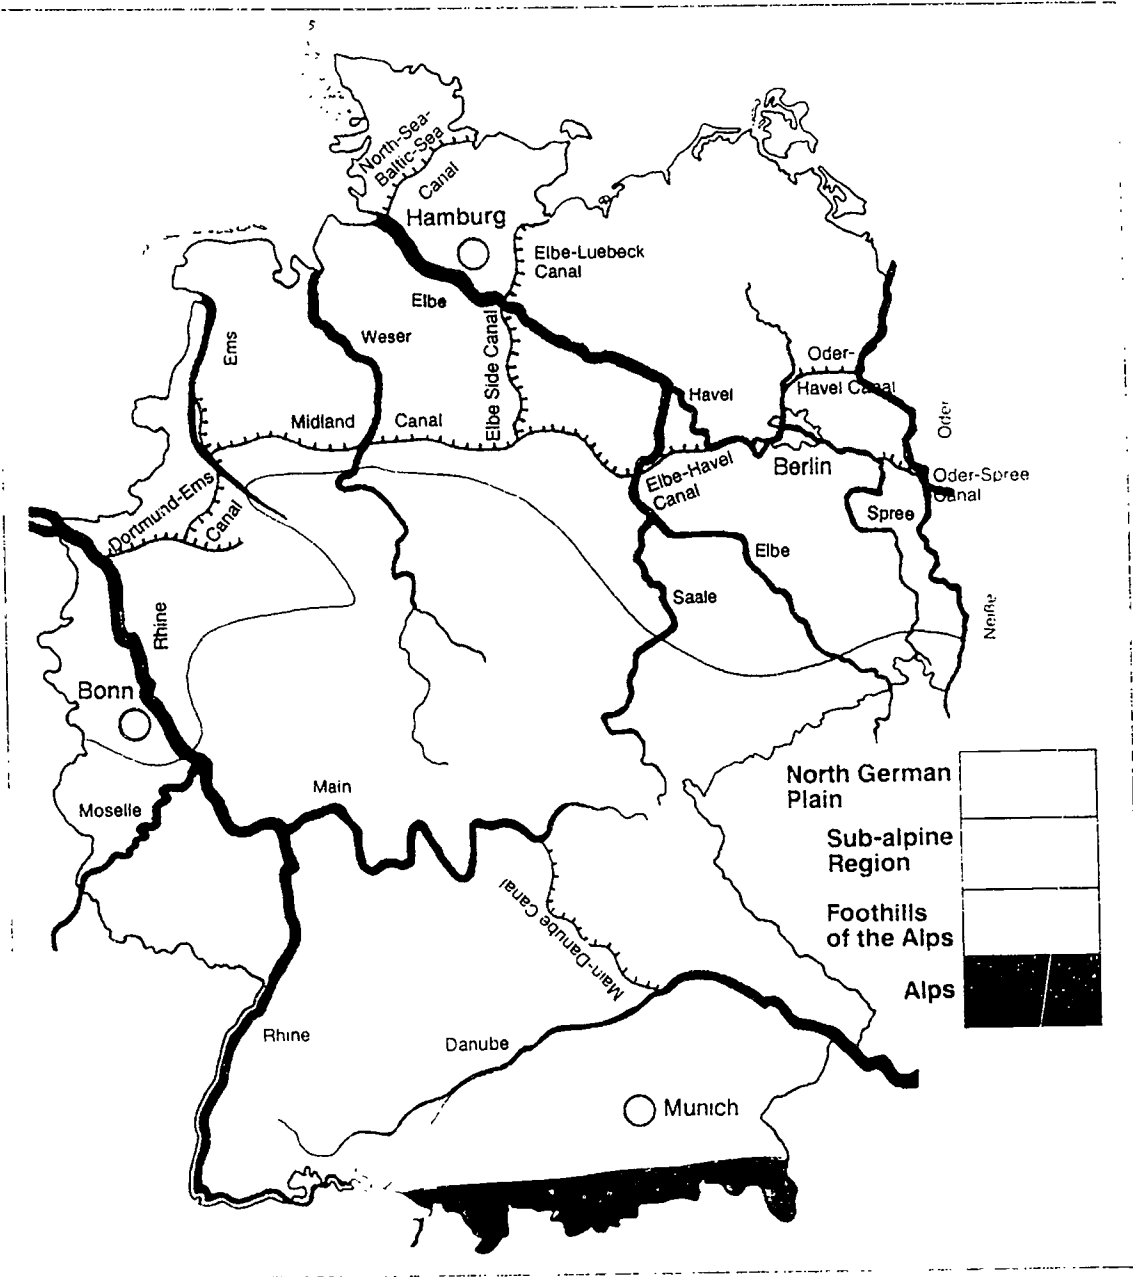 5
North-Sea-
Baltic-Sea
Canal
Hamburg
Elbe-Luebeck
Canal
Elbe
Ems
Weser
Elbe Side Canal
Oder-
Havel Canal
Havel
Oder
Midland
Canal
Berlin
Elbe-Havel
Canal
Oder-Spree
Canal
Dortmund-Ems
Canal
Spree
Elbe
Saale
Rhine
Neiße
Bonn
Moselle
Main
North German
Plain
Sub-alpine
Region
Foothills
of the Alps
Alps
Main-Danube Canal
Rhine
Danube
Munich